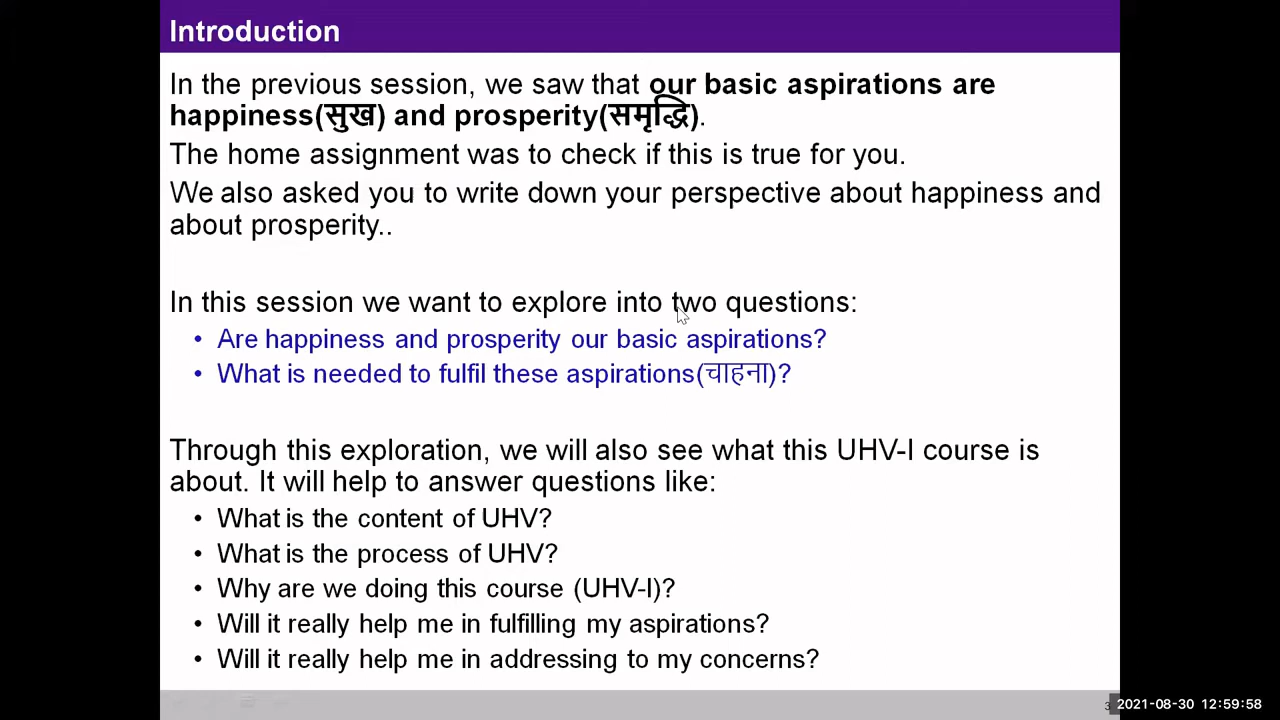 Introduction
In the previous session, we saw that our basic aspirations are
happiness(सुख) and prosperity(समृद्धि).
The home assignment was to check if this is true for you.
We also asked you to write down your perspective about happiness and
about prosperity..
In this session we want to explore into two questions:
• Are happiness and prosperity our basic aspirations?
• What is needed to fulfil these aspirations(चाहना)?
Through this exploration, we will also see what this UHV-I course is
about. It will help to answer questions like:
• What is the content of UHV?
• What is the process of UHV?
• Why are we doing this course (UHV-I)?
• Will it really help me in fulfilling my aspirations?
• Will it really help me in addressing to my concerns?
3
2021-08-30 12:59:58